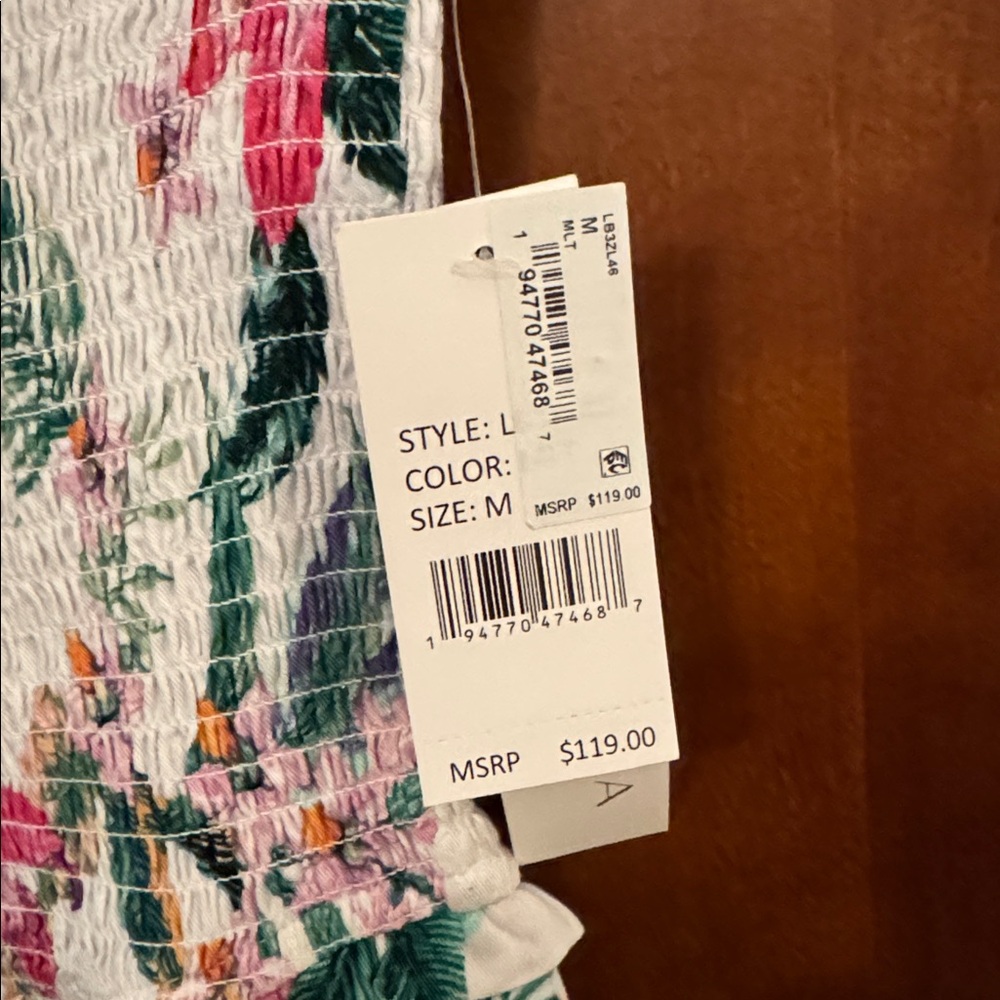 LB3ZL46
M
MLT
1 94770 47468 7
MSRP $119.00
STYLE: L
COLOR:
SIZE: M
1 94770 47468 7
MSRP $119.00
A